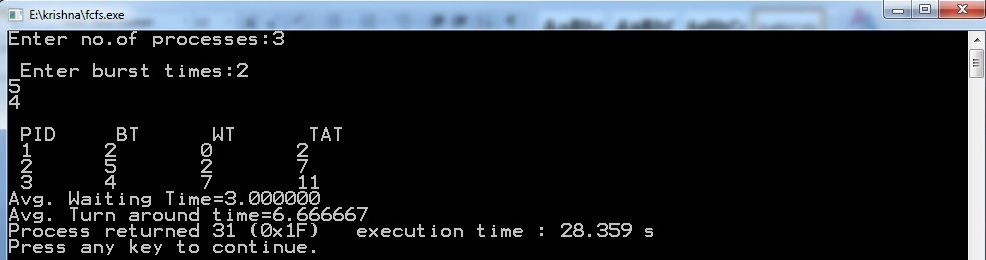 E:\krishna\fcfs.exe
Enter no.of processes:3
Enter burst times:2
5
4
PID BT WT TAT
1 2 0 2
2 5 2 7
3 4 7 11
Avg. Waiting Time=3.000000
Avg. Turn around time=6.666667
Process returned 31 (0x1F) execution time : 28.359 s
Press any key to continue.